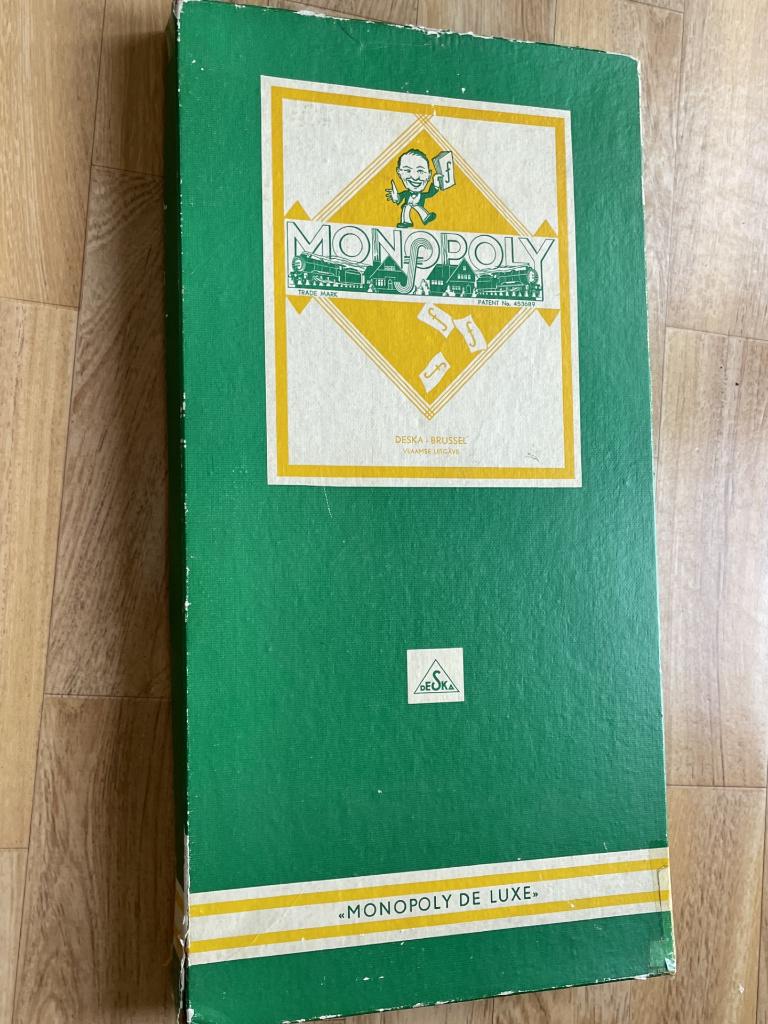 MONOPOLY
TRADE MARK
PATENT No. 453689
DESKA - BRUSSEL
VLAAMSE UITGAVE
DESKA
«MONOPOLY DE LUXE»